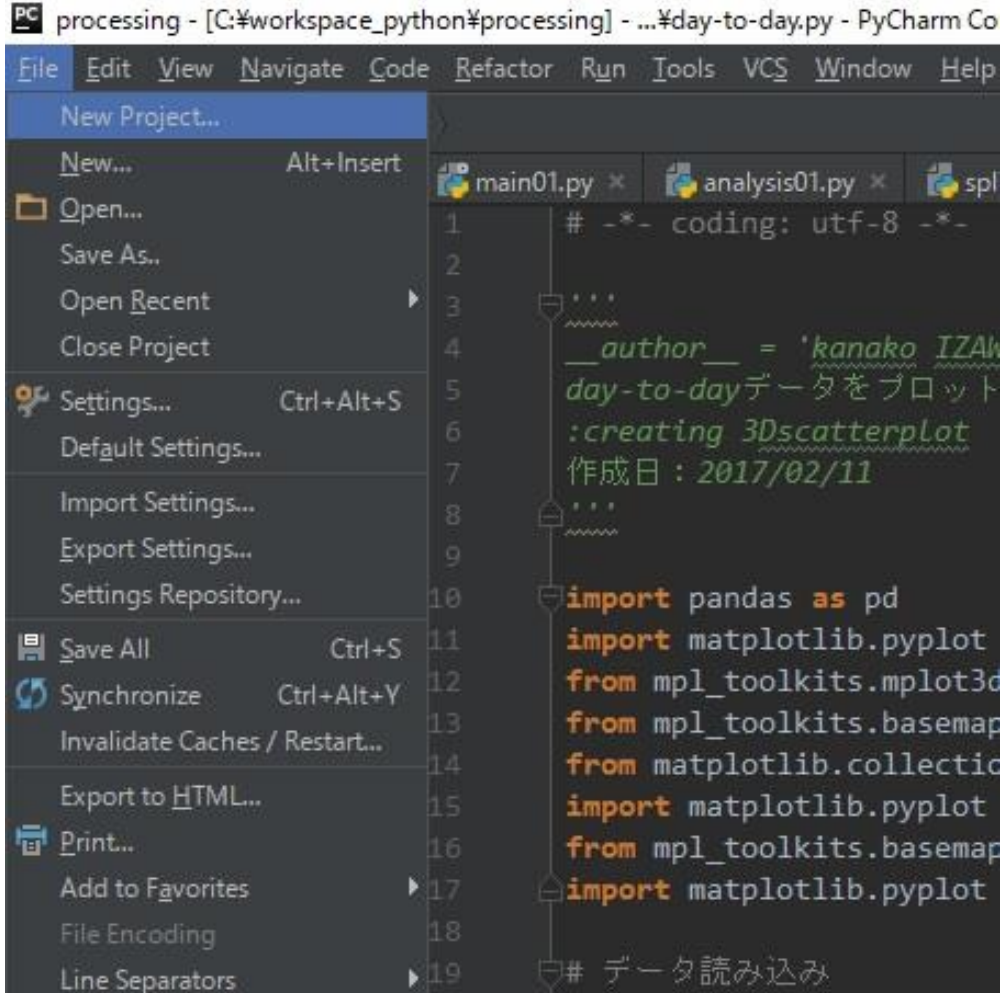 PC processing - [C:¥workspace_python¥processing] - ...¥day-to-day.py - PyCharm Co
File Edit View Navigate Code Refactor Run Tools VCS Window Help
New Project...
New... Alt+Insert
Open...
Save As..
Open Recent
Close Project
Settings... Ctrl+Alt+S
Default Settings...
Import Settings...
Export Settings...
Settings Repository...
Save All Ctrl+S
Synchronize Ctrl+Alt+Y
Invalidate Caches / Restart...
Export to HTML...
Print...
Add to Favorites
File Encoding
Line Separators
main01.py × analysis01.py × spl
1 # -*- coding: utf-8 -*-
2
3 '''
4 __author__ = 'kanako IZAW
5 day-to-dayデータをプロット
6 :creating 3Dscatterplot
7 作成日：2017/02/11
8 '''
9
10 import pandas as pd
11 import matplotlib.pyplot
12 from mpl_toolkits.mplot3d
13 from mpl_toolkits.basemap
14 from matplotlib.collectio
15 import matplotlib.pyplot
16 from mpl_toolkits.basemap
17 import matplotlib.pyplot
18
19 # データ読み込み